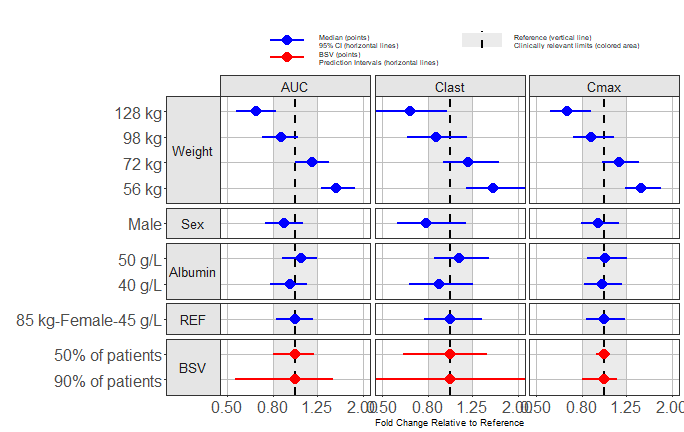 Median (points)
95% CI (horizontal lines)
BSV (points)
Prediction Intervals (horizontal lines)
Reference (vertical line)
Clinically relevant limits (colored area)
AUC
Clast
Cmax
128 kg
98 kg
72 kg
56 kg
Weight
Male
Sex
50 g/L
40 g/L
Albumin
85 kg-Female-45 g/L
REF
50% of patients
90% of patients
BSV
0.50 0.80 1.25 2.00
0.50 0.80 1.25 2.00
0.50 0.80 1.25 2.00
Fold Change Relative to Reference